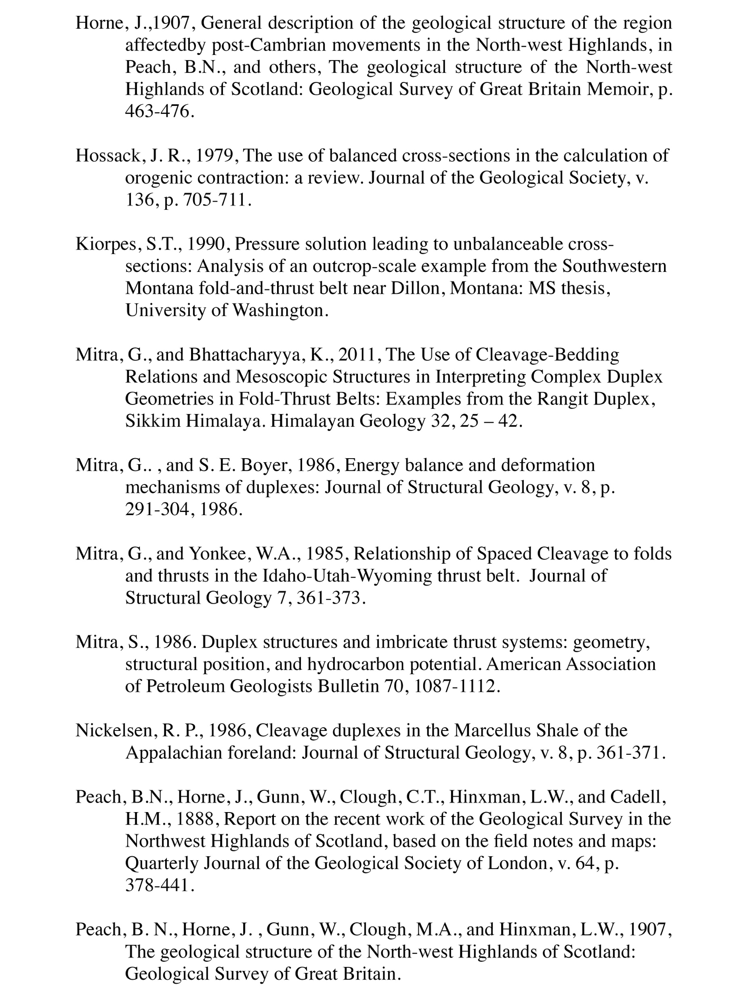 Horne, J.,1907, General description of the geological structure of the region
affectedby post-Cambrian movements in the North-west Highlands, in
Peach, B.N., and others, The geological structure of the North-west
Highlands of Scotland: Geological Survey of Great Britain Memoir, p.
463-476.
Hossack, J. R., 1979, The use of balanced cross-sections in the calculation of
orogenic contraction: a review. Journal of the Geological Society, v.
136, p. 705-711.
Kiorpes, S.T., 1990, Pressure solution leading to unbalanceable cross-
sections: Analysis of an outcrop-scale example from the Southwestern
Montana fold-and-thrust belt near Dillon, Montana: MS thesis,
University of Washington.
Mitra, G., and Bhattacharyya, K., 2011, The Use of Cleavage-Bedding
Relations and Mesoscopic Structures in Interpreting Complex Duplex
Geometries in Fold-Thrust Belts: Examples from the Rangit Duplex,
Sikkim Himalaya. Himalayan Geology 32, 25 – 42.
Mitra, G.. , and S. E. Boyer, 1986, Energy balance and deformation
mechanisms of duplexes: Journal of Structural Geology, v. 8, p.
291-304, 1986.
Mitra, G., and Yonkee, W.A., 1985, Relationship of Spaced Cleavage to folds
and thrusts in the Idaho-Utah-Wyoming thrust belt.  Journal of
Structural Geology 7, 361-373.
Mitra, S., 1986. Duplex structures and imbricate thrust systems: geometry,
structural position, and hydrocarbon potential. American Association
of Petroleum Geologists Bulletin 70, 1087-1112.
Nickelsen, R. P., 1986, Cleavage duplexes in the Marcellus Shale of the
Appalachian foreland: Journal of Structural Geology, v. 8, p. 361-371.
Peach, B.N., Horne, J., Gunn, W., Clough, C.T., Hinxman, L.W., and Cadell,
H.M., 1888, Report on the recent work of the Geological Survey in the
Northwest Highlands of Scotland, based on the field notes and maps:
Quarterly Journal of the Geological Society of London, v. 64, p.
378-441.
Peach, B. N., Horne, J. , Gunn, W., Clough, M.A., and Hinxman, L.W., 1907,
The geological structure of the North-west Highlands of Scotland:
Geological Survey of Great Britain.